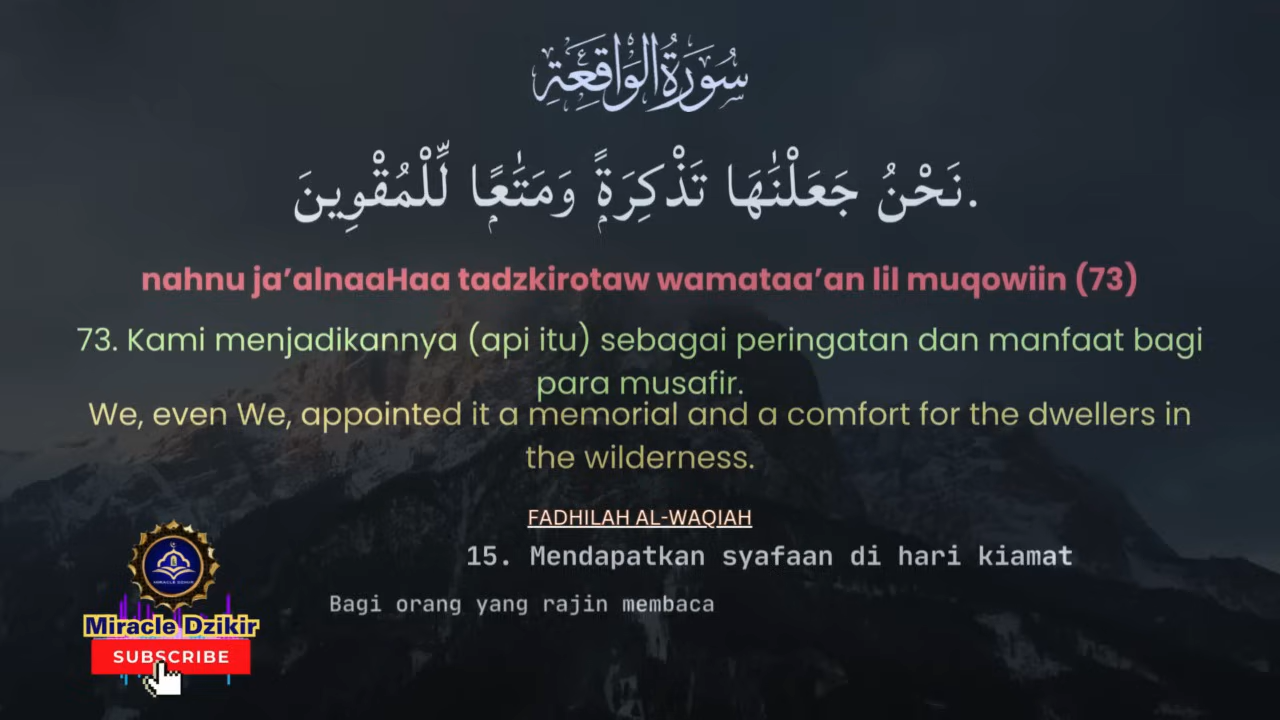 سُورَةُ الوَاقِعَةِ
نَحْنُ جَعَلْنَٰهَا تَذْكِرَةًۭ وَمَتَٰعًۭا لِّلْمُقْوِينَ.
nahnu ja’alnaaHaa tadzkirotaw wamataa’an lil muqowiin (73)
73. Kami menjadikannya (api itu) sebagai peringatan dan manfaat bagi
para musafir.
We, even We, appointed it a memorial and a comfort for the dwellers in
the wilderness.
FADHILAH AL-WAQIAH
15. Mendapatkan syafaan di hari kiamat
Bagi orang yang rajin membaca
MIRACLE DZIKIR
Miracle Dzikir
SUBSCRIBE